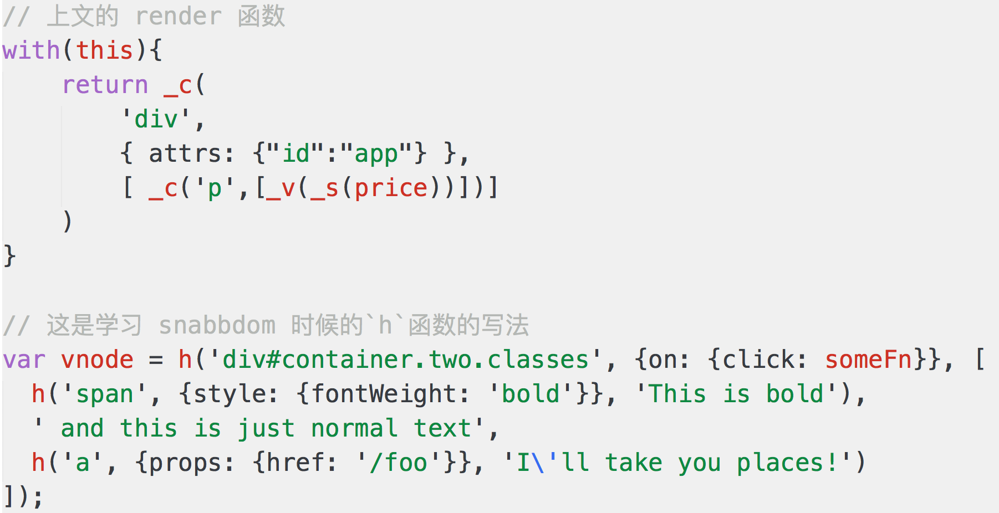 // 上文的 render 函数
with(this){
    return _c(
        'div',
        { attrs: {"id":"app"} },
        [ _c('p',[_v(_s(price))])]
    )
}
// 这是学习 snabbdom 时候的`h`函数的写法
var vnode = h('div#container.two.classes', {on: {click: someFn}}, [
  h('span', {style: {fontWeight: 'bold'}}, 'This is bold'),
  ' and this is just normal text',
  h('a', {props: {href: '/foo'}}, 'I\'ll take you places!')
]);